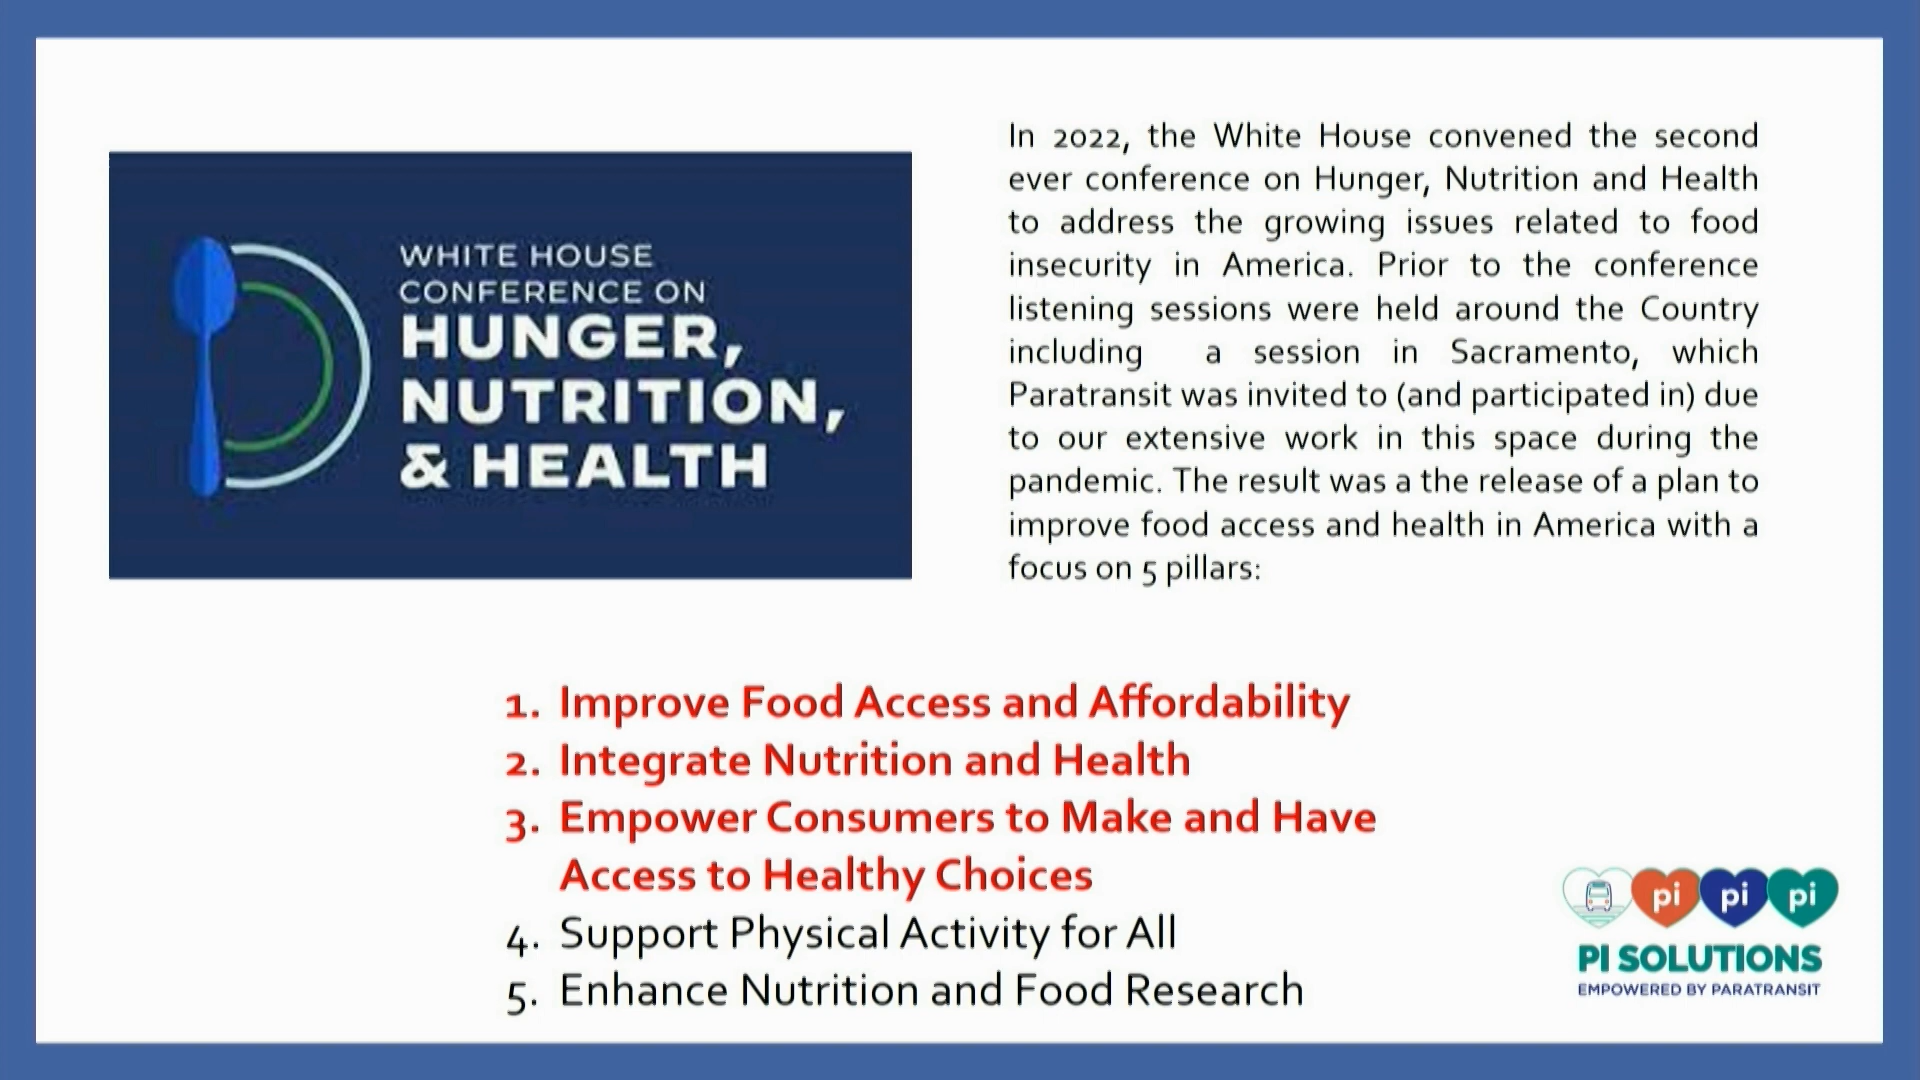 WHITE HOUSE
CONFERENCE ON
HUNGER,
NUTRITION,
& HEALTH
In 2022, the White House convened the second
ever conference on Hunger, Nutrition and Health
to address the growing issues related to food
insecurity in America. Prior to the conference
listening sessions were held around the Country
including a session in Sacramento, which
Paratransit was invited to (and participated in) due
to our extensive work in this space during the
pandemic. The result was a the release of a plan to
improve food access and health in America with a
focus on 5 pillars:
1. Improve Food Access and Affordability
2. Integrate Nutrition and Health
3. Empower Consumers to Make and Have
Access to Healthy Choices
4. Support Physical Activity for All
5. Enhance Nutrition and Food Research
pi pi pi
PI SOLUTIONS
EMPOWERED BY PARATRANSIT